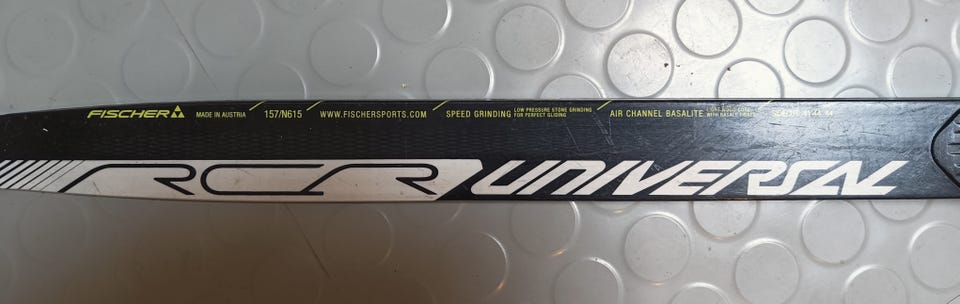 FISCHER MADE IN AUSTRIA 157/N615 WWW.FISCHERSPORTS.COM SPEED GRINDING LOW PRESSURE STONE GRINDING FOR PERFECT GLIDING AIR CHANNEL BASALITE
RCR UNIVERSAL